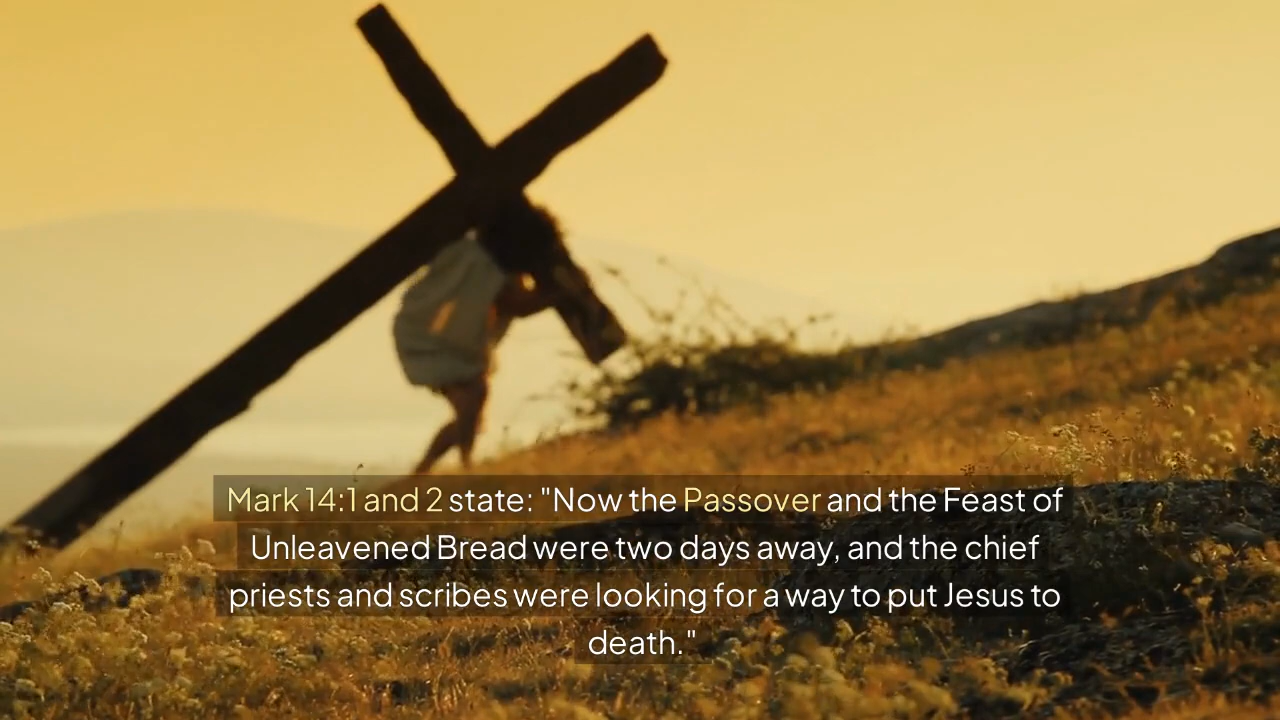 Mark 14:1 and 2 state: "Now the Passover and the Feast of
Unleavened Bread were two days away, and the chief
priests and scribes were looking for a way to put Jesus to
death."